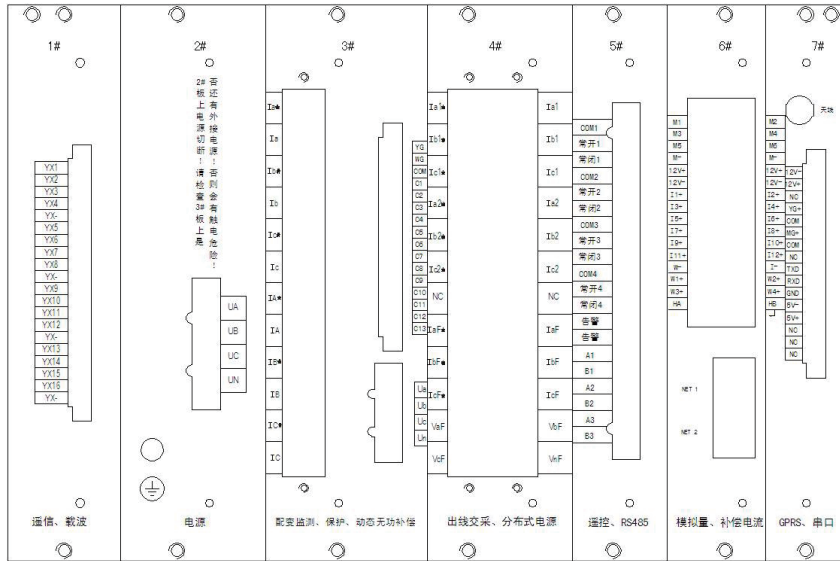 1#
YX1
YX2
YX3
YX4
YX-
YX5
YX6
YX7
YX8
YX-
YX9
YX10
YX11
YX12
YX-
YX13
YX14
YX15
YX16
YX-
遥信、载波
2#
2#板上电源切断！请检查3#板上是
否还有外接电源！否则会有触电危险！
UA
UB
UC
UN
电源
3#
Ia*
Ia
Ib*
Ib
Ic*
Ic
IA*
IA
IB*
IB
IC*
IC
YG
WG
COM
C1
C2
C3
C4
C5
C6
C7
C8
C9
C10
C11
C12
C13
Ua
Ub
Uc
Un
配变监测、保护、动态无功补偿
4#
Ia1*
Ib1*
Ic1*
Ia2*
Ib2*
Ic2*
NC
IaF*
IbF*
IcF*
VaF
VcF
Ia1
Ib1
Ic1
Ia2
Ib2
Ic2
NC
IaF
IbF
IcF
VbF
VnF
出线交采、分布式电源
5#
COM1
常开1
常闭1
COM2
常开2
常闭2
COM3
常开3
常闭3
COM4
常开4
常闭4
告警
告警
A1
B1
A2
B2
A3
B3
遥控、RS485
6#
M1
M3
M5
M-
12V+
12V-
I1+
I3+
I5+
I7+
I9+
I11+
W-
W1+
W3+
HA
NET 1
NET 2
模拟量、补偿电流
7#
天线
M2
M4
M6
M-
12V+
12V-
I2+
I4+
I6+
I8+
I10+
I12+
I-
W2+
W4+
HB
12V-
12V+
NC
YG+
COM
MG+
COM
NC
TXD
RXD
GND
5V-
5V+
NC
NC
NC
GPRS、串口